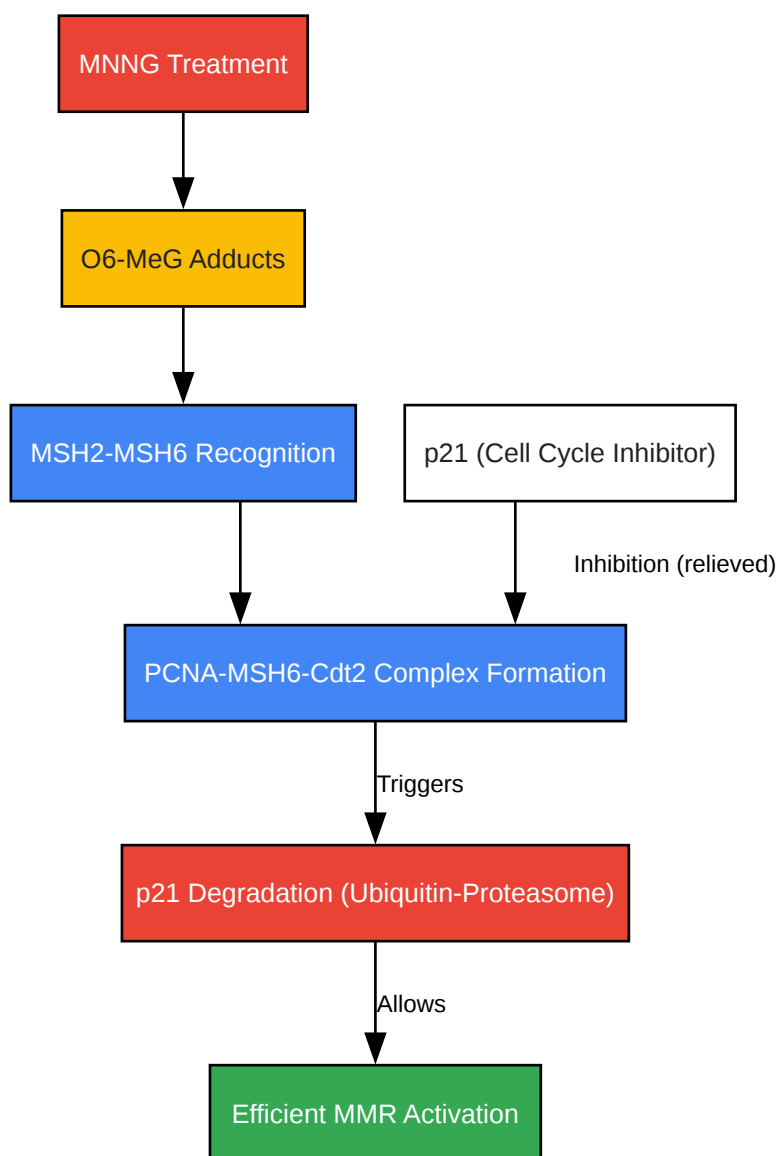 MNNG Treatment
O6-MeG Adducts
MSH2-MSH6 Recognition
p21 (Cell Cycle Inhibitor)
Inhibition (relieved)
PCNA-MSH6-Cdt2 Complex Formation
Triggers
p21 Degradation (Ubiquitin-Proteasome)
Allows
Efficient MMR Activation